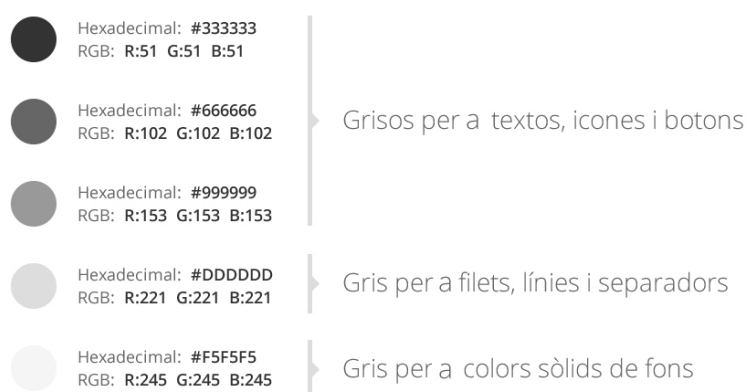 Hexadecimal: #333333
RGB: R:51 G:51 B:51
Hexadecimal: #666666
RGB: R:102 G:102 B:102
Grisos per a textos, icones i botons
Hexadecimal: #999999
RGB: R:153 G:153 B:153
Hexadecimal: #DDDDDD
RGB: R:221 G:221 B:221
Gris per a filets, línies i separadors
Hexadecimal: #F5F5F5
RGB: R:245 G:245 B:245
Gris per a colors sòlids de fons